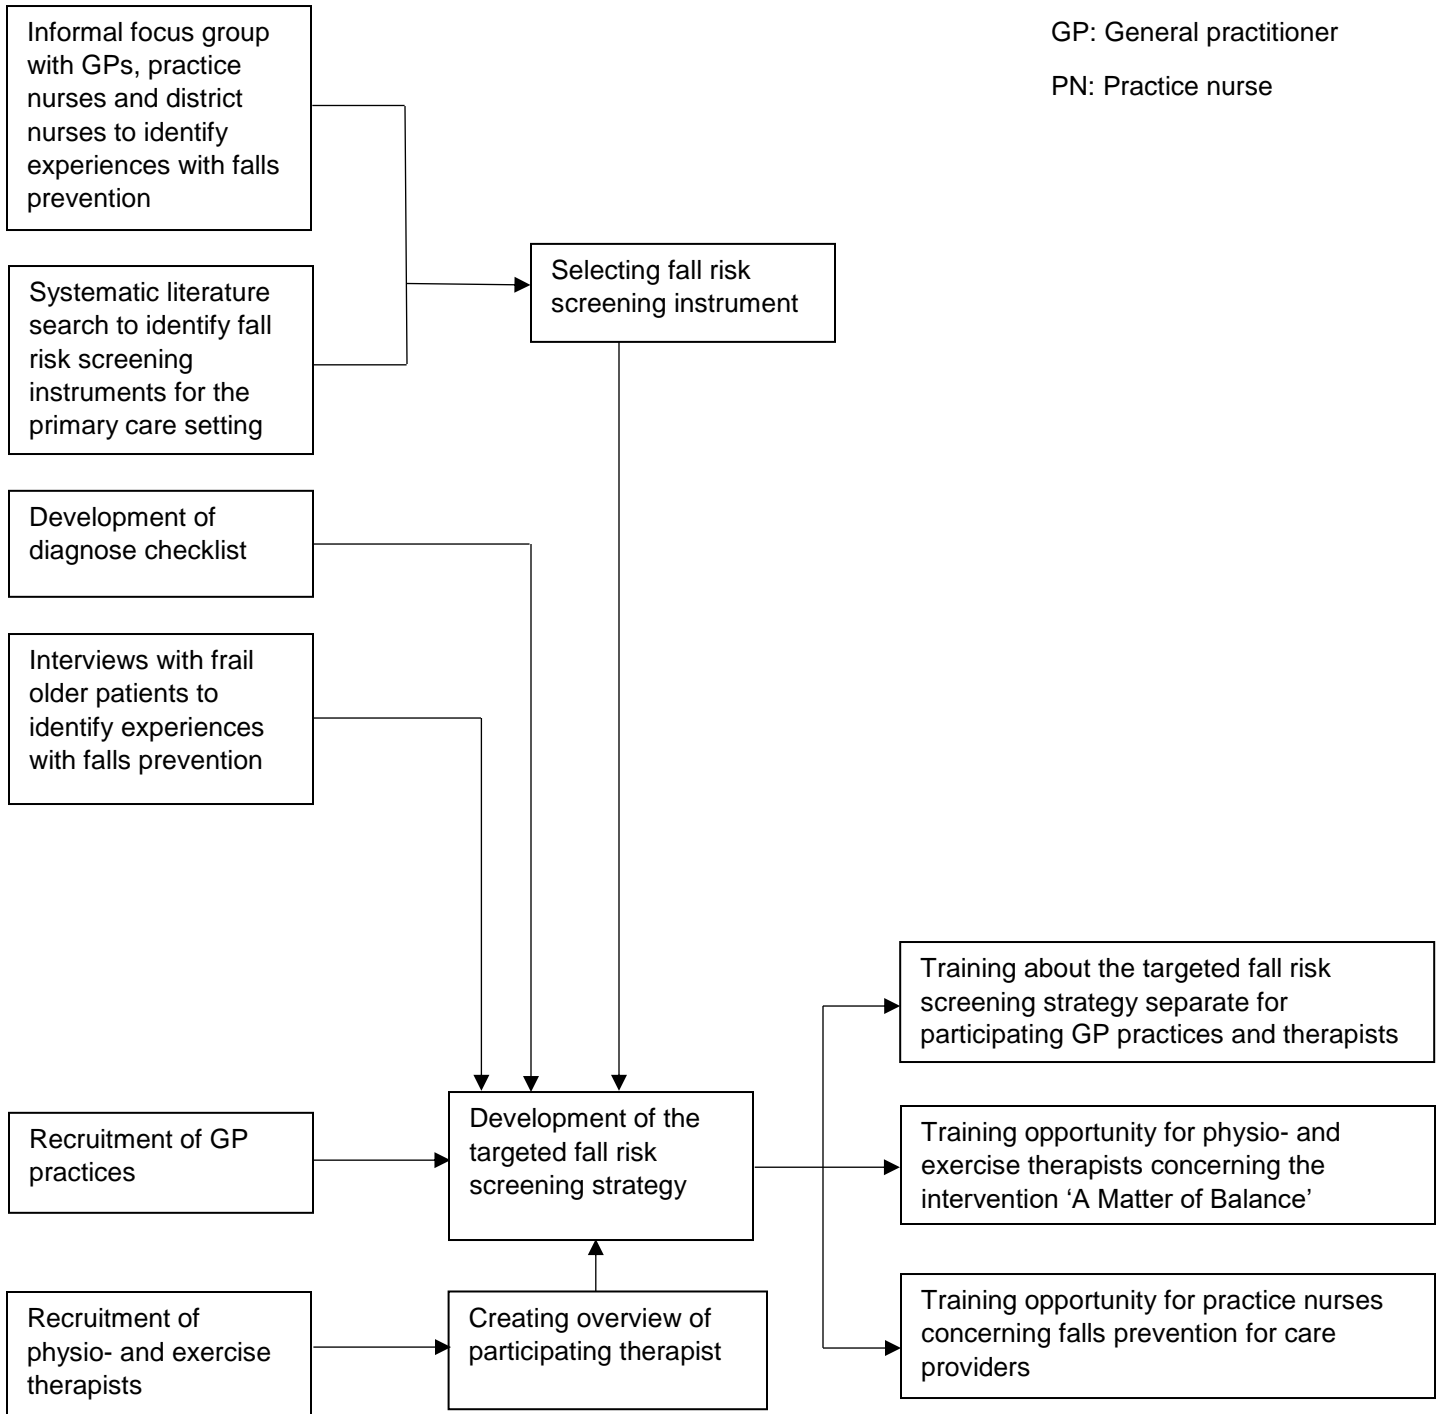 Informal focus group
with GPs, practice
nurses and district
nurses to identify
experiences with falls
prevention
GP: General practitioner
PN: Practice nurse
Systematic literature
search to identify fall
risk screening
instruments for the
primary care setting
Selecting fall risk
screening instrument
Development of
diagnose checklist
Interviews with frail
older patients to
identify experiences
with falls prevention
Recruitment of GP
practices
Development of the
targeted fall risk
screening strategy
Recruitment of
physio- and exercise
therapists
Creating overview of
participating therapist
Training about the targeted fall risk
screening strategy separate for
participating GP practices and therapists
Training opportunity for physio- and
exercise therapists concerning the
intervention ‘A Matter of Balance’
Training opportunity for practice nurses
concerning falls prevention for care
providers